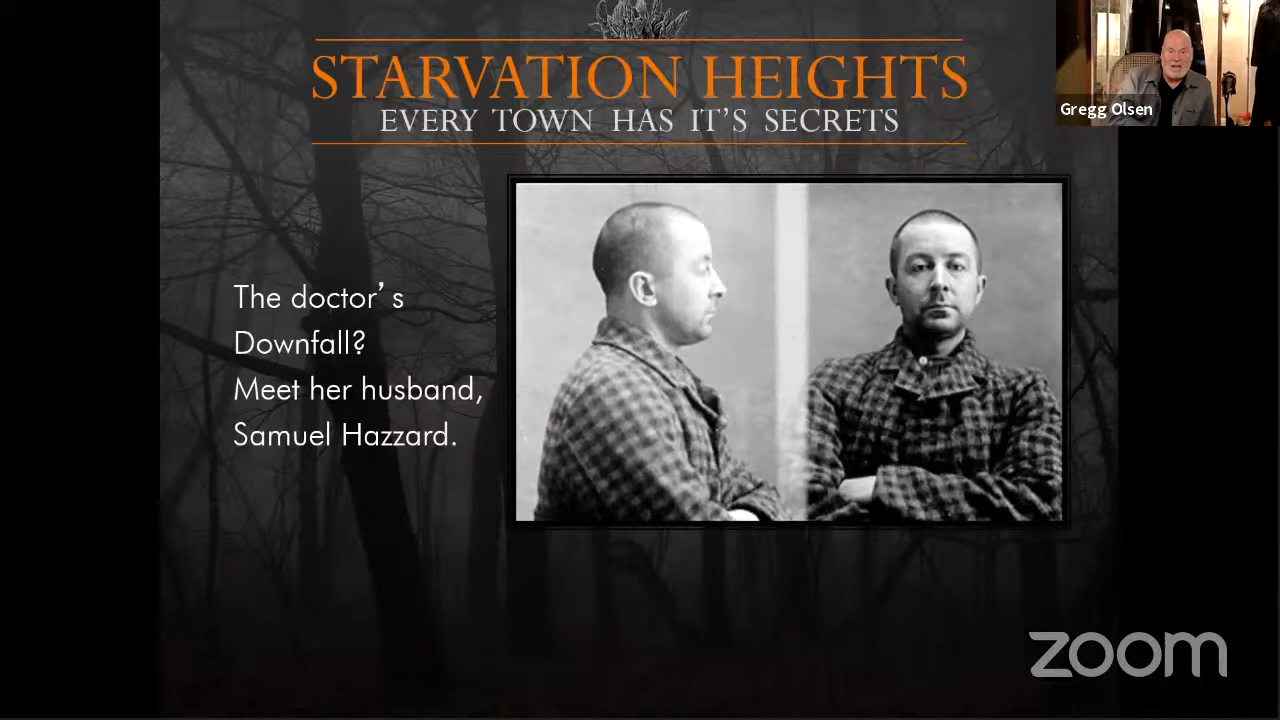 STARVATION HEIGHTS
EVERY TOWN HAS IT'S SECRETS
Gregg Olsen
The doctor's
Downfall?
Meet her husband,
Samuel Hazzard.
zoom